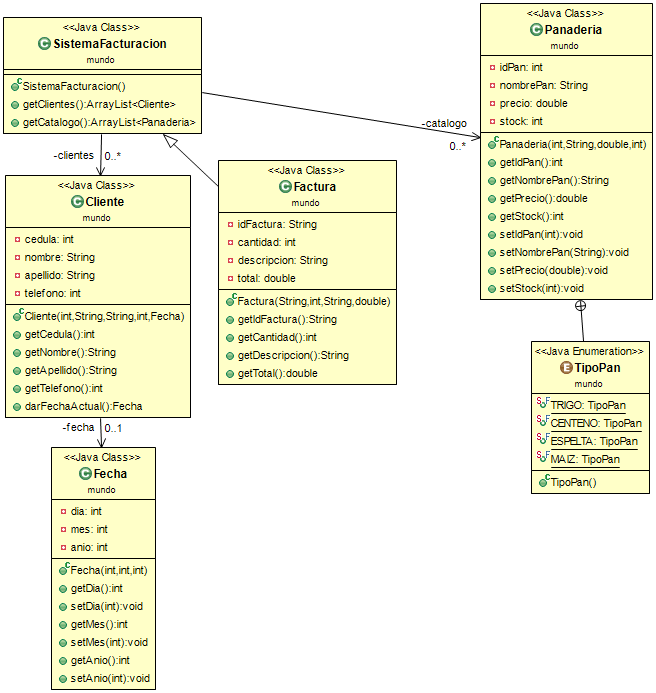 <<Java Class>>
SistemaFacturacion
mundo
SistemaFacturacion()
getClientes():ArrayList<Cliente>
getCatalogo():ArrayList<Panaderia>
<<Java Class>>
Panaderia
mundo
idPan: int
nombrePan: String
precio: double
stock: int
Panaderia(int,String,double,int)
getIdPan():int
getNombrePan():String
getPrecio():double
getStock():int
setIdPan(int):void
setNombrePan(String):void
setPrecio(double):void
setStock(int):void
-catalogo
0..*
-clientes 0..*
<<Java Class>>
Cliente
mundo
cedula: int
nombre: String
apellido: String
telefono: int
Cliente(int,String,String,int,Fecha)
getCedula():int
getNombre():String
getApellido():String
getTelefono():int
darFechaActual():Fecha
<<Java Class>>
Factura
mundo
idFactura: String
cantidad: int
descripcion: String
total: double
Factura(String,int,String,double)
getIdFactura():String
getCantidad():int
getDescripcion():String
getTotal():double
<<Java Enumeration>>
TipoPan
mundo
TRIGO: TipoPan
CENTENO: TipoPan
ESPELTA: TipoPan
MAIZ: TipoPan
TipoPan()
-fecha 0..1
<<Java Class>>
Fecha
mundo
dia: int
mes: int
anio: int
Fecha(int,int,int)
getDia():int
setDia(int):void
getMes():int
setMes(int):void
getAnio():int
setAnio(int):void